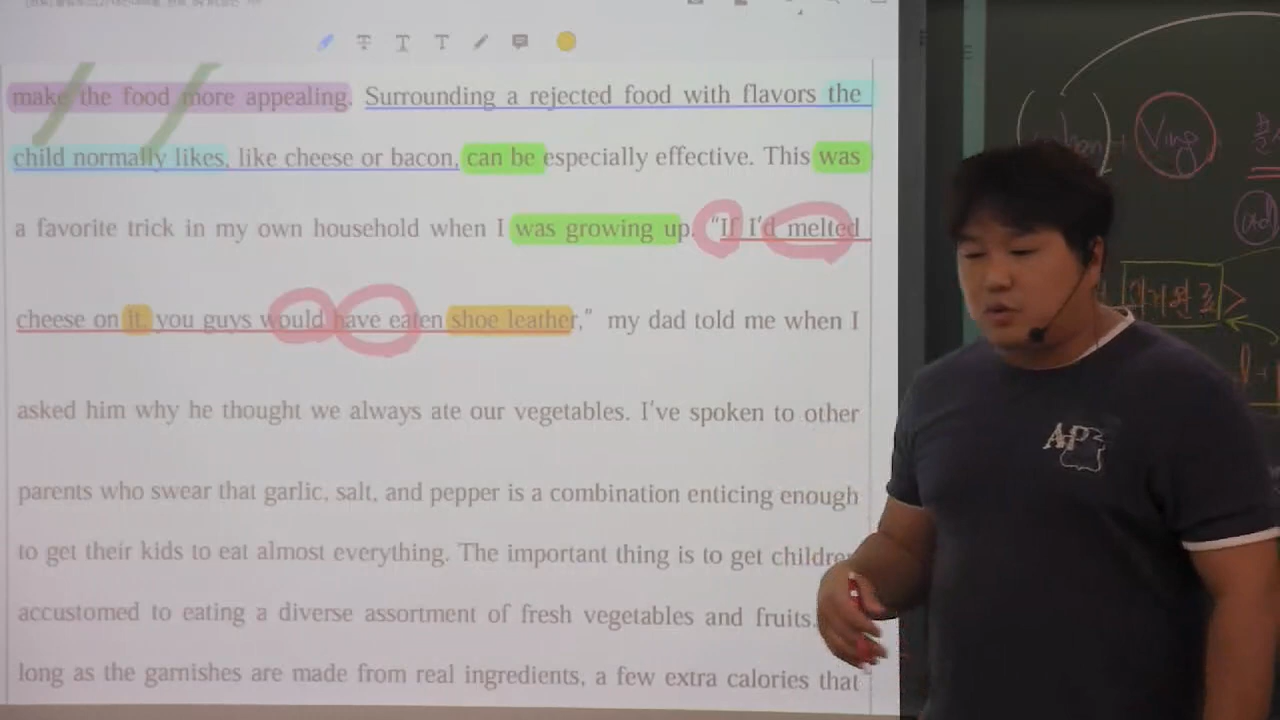 make the food more appealing. Surrounding a rejected food with flavors the
child normally likes, like cheese or bacon, can be especially effective. This was
a favorite trick in my own household when I was growing up. "If I'd melted
cheese on it, you guys would have eaten shoe leather," my dad told me when I
asked him why he thought we always ate our vegetables. I've spoken to other
parents who swear that garlic, salt, and pepper is a combination enticing enough
to get their kids to eat almost everything. The important thing is to get children
accustomed to eating a diverse assortment of fresh vegetables and fruits.
long as the garnishes are made from real ingredients, a few extra calories that
Ving